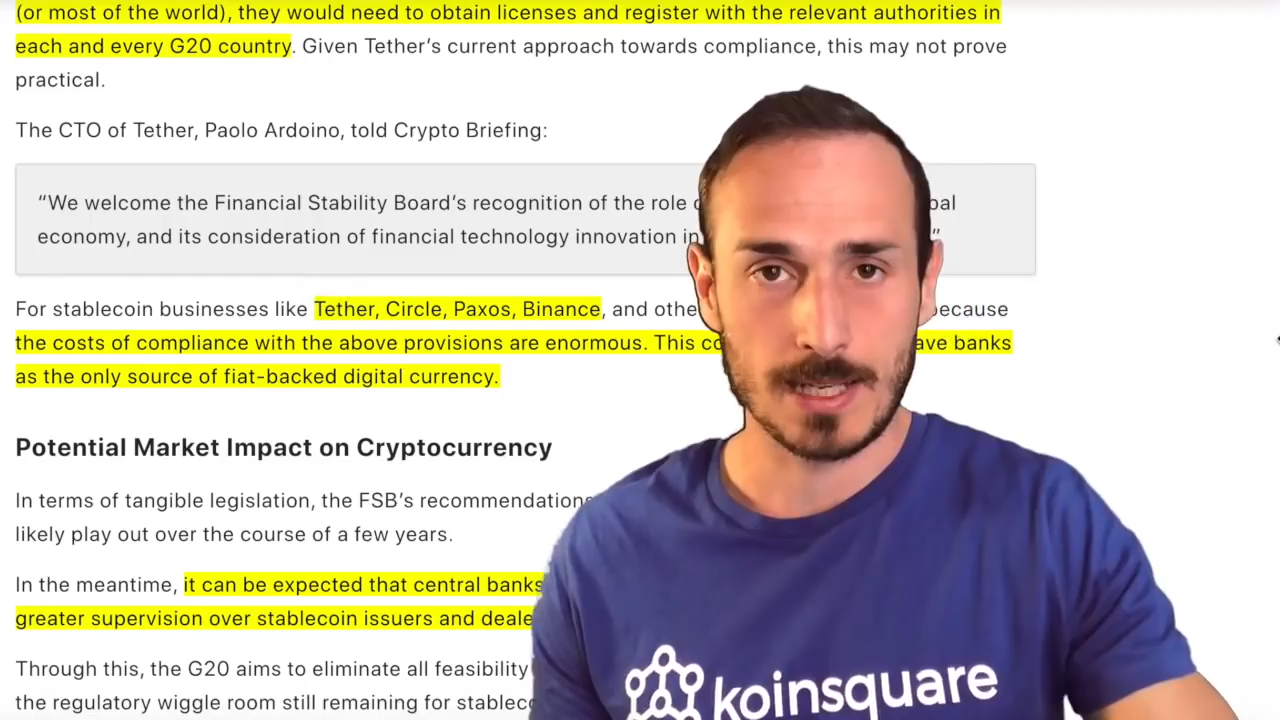 (or most of the world), they would need to obtain licenses and register with the relevant authorities in
each and every G20 country. Given Tether’s current approach towards compliance, this may not prove
practical.
The CTO of Tether, Paolo Ardoino, told Crypto Briefing:
“We welcome the Financial Stability Board’s recognition of the role
economy, and its consideration of financial technology innovation in
”
For stablecoin businesses like Tether, Circle, Paxos, Binance, and
the costs of compliance with the above provisions are enormous. This banks
as the only source of fiat-backed digital currency.
Potential Market Impact on Cryptocurrency
In terms of tangible legislation, the FSB’s recommendations
likely play out over the course of a few years.
In the meantime, it can be expected that central banks
greater supervision over stablecoin issuers and
Through this, the G20 aims to eliminate all feasibility
the regulatory wiggle room still remaining for
koinsquare